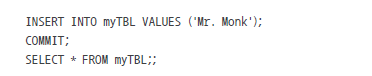 INSERT INTO myTBL VALUES ('Mr. Monk');
COMMIT;
SELECT * FROM myTBL;;